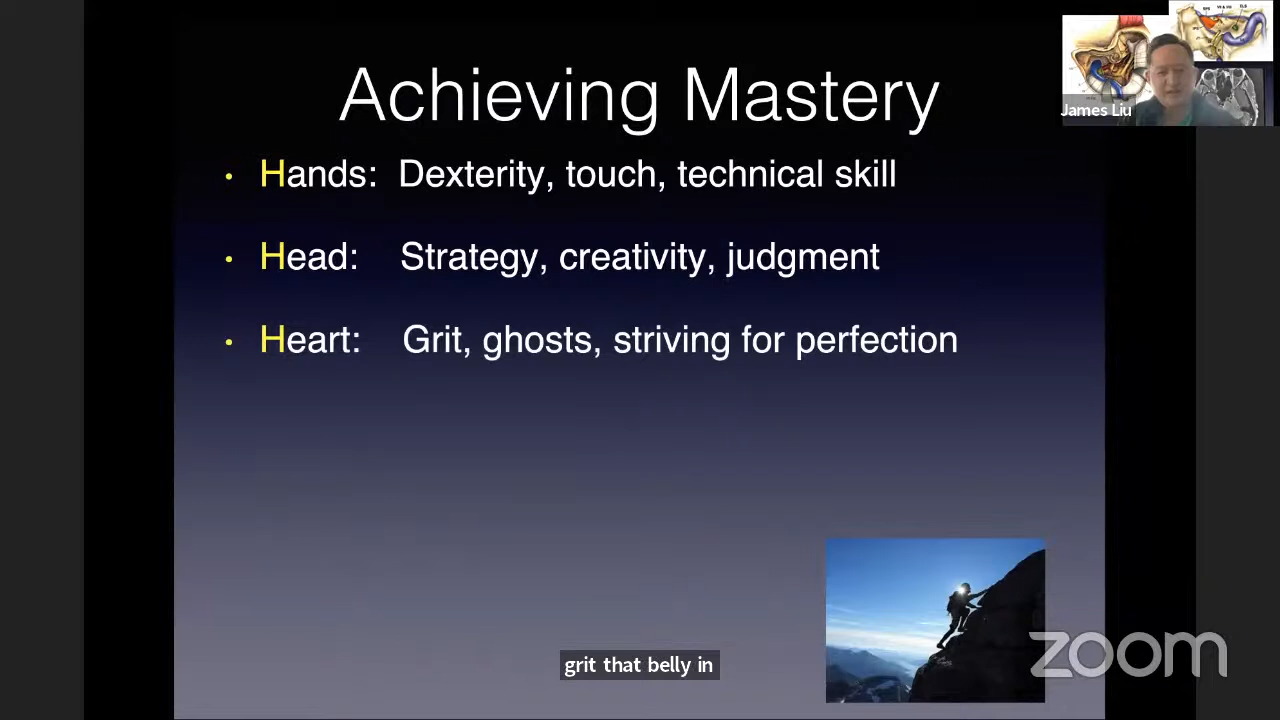 Achieving Mastery
James Liu
• Hands: Dexterity, touch, technical skill
• Head: Strategy, creativity, judgment
• Heart: Grit, ghosts, striving for perfection
grit that belly in
zoom